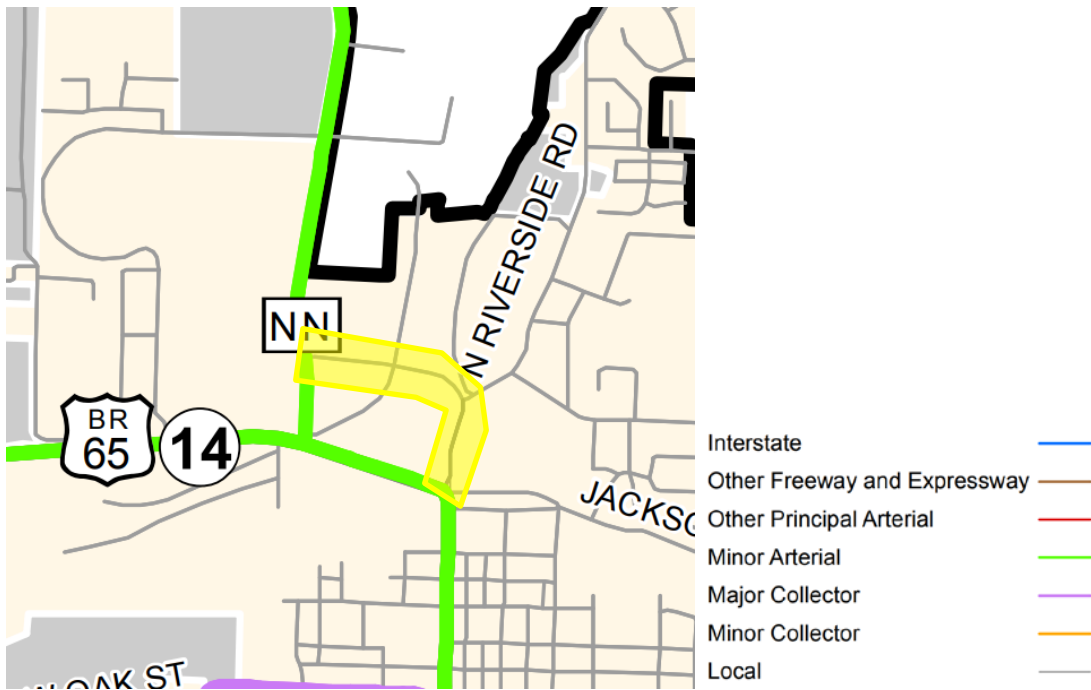 N RIVERSIDE RD
NN
BR
65
14
JACKSO
W OAK ST
Interstate
Other Freeway and Expressway
Other Principal Arterial
Minor Arterial
Major Collector
Minor Collector
Local